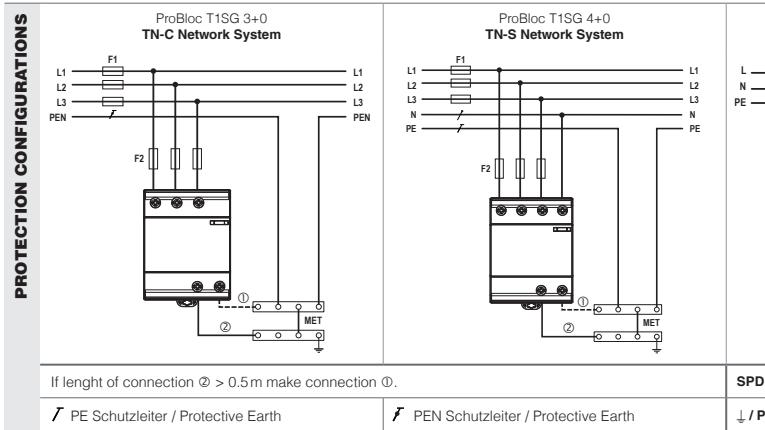 PROTECTION CONFIGURATIONS
ProBloc T1SG 3+0
TN-C Network System
F1
L1 L1
L2 L2
L3 L3
PEN PEN
F2
①
MET
②
ProBloc T1SG 4+0
TN-S Network System
F1
L1 L1
L2 L2
L3 L3
N N
PE PE
F2
①
MET
②
L
N
PE
If lenght of connection ② > 0.5 m make connection ①.
SPD
PE Schutzleiter / Protective Earth
PEN Schutzleiter / Protective Earth
⏚ / P